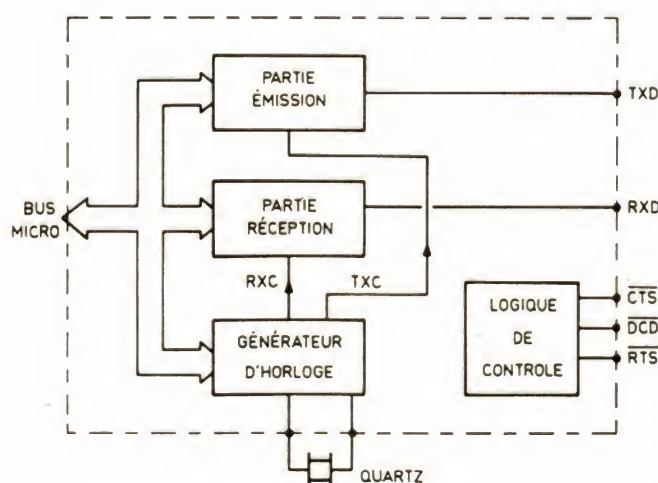 PARTIE
ÉMISSION
TXD
BUS
MICRO
PARTIE
RÉCEPTION
RXD
RXC
TXC
GÉNÉRATEUR
D'HORLOGE
LOGIQUE
DE
CONTROLE
CTS
DCD
RTS
QUARTZ